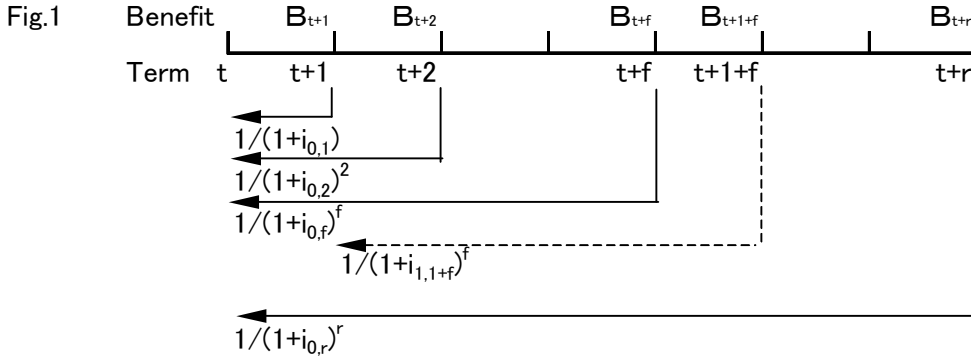 Fig.1 Benefit B_{t+1} B_{t+2} B_{t+f} B_{t+1+f} B_{t+r}
Term t t+1 t+2 t+f t+1+f t+r
1/(1+i_{0,1})
1/(1+i_{0,2})^2
1/(1+i_{0,f})^f
1/(1+i_{1,1+f})^f
1/(1+i_{0,r})^r